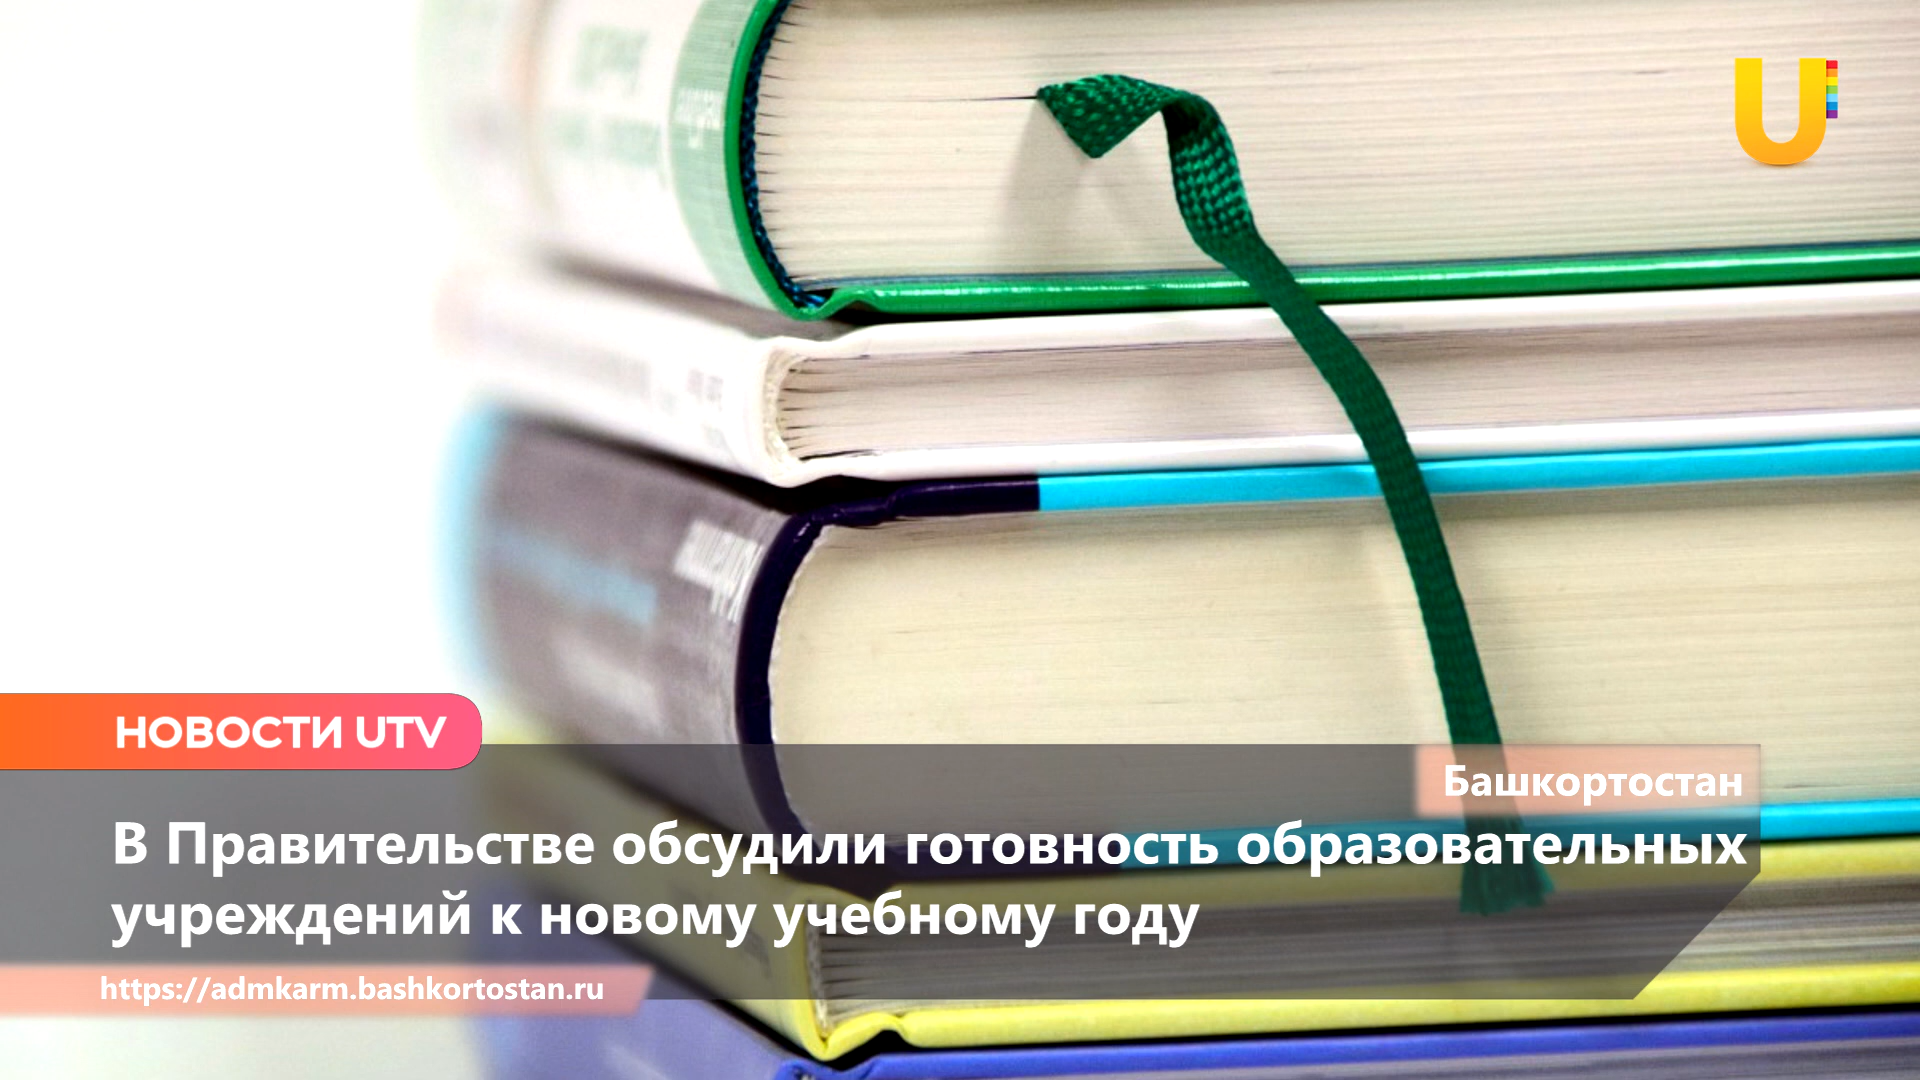 U
НОВОСТИ UTV
Башкортостан
В Правительстве обсудили готовность образовательных
учреждений к новому учебному году
https://admkarm.bashkortostan.ru